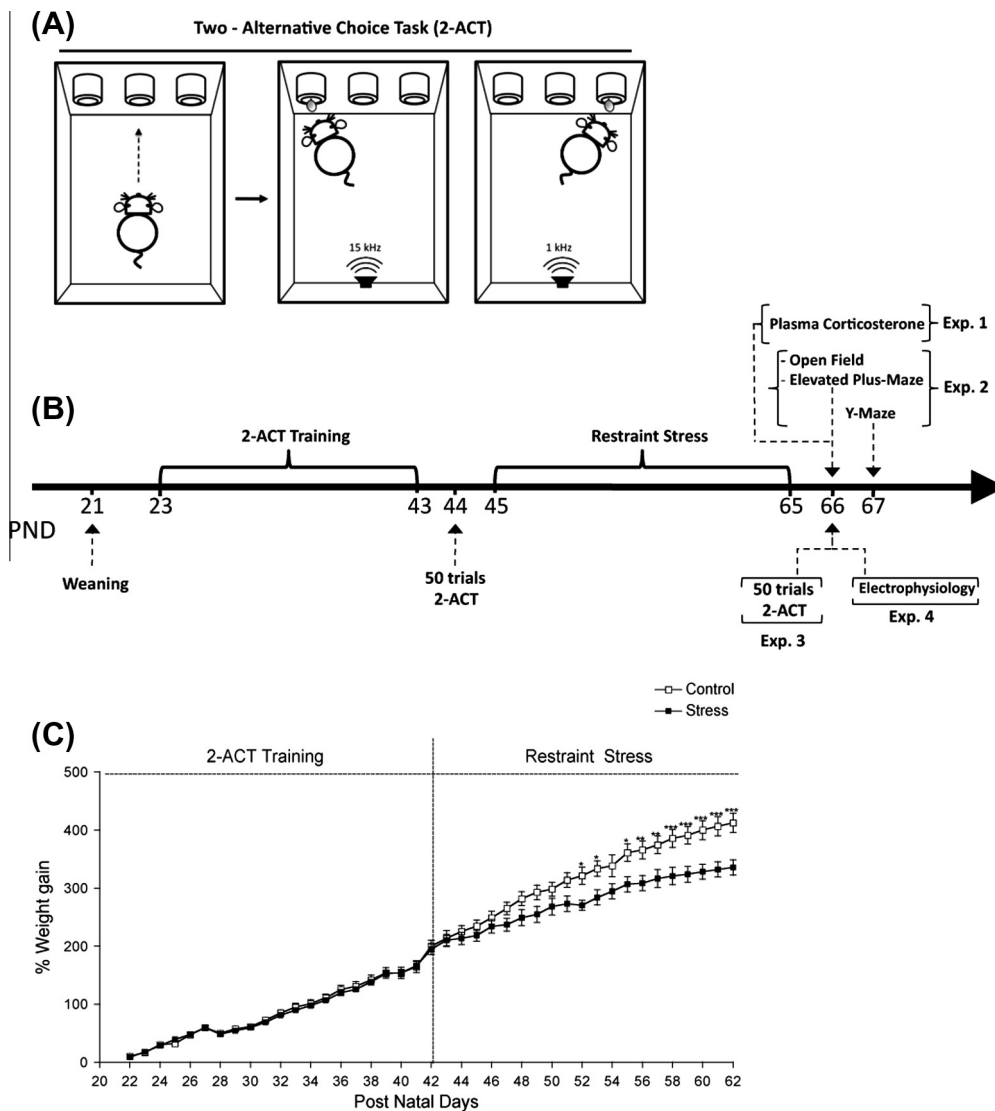 (A)
Two - Alternative Choice Task (2-ACT)
15 kHz
1 kHz
Plasma Corticosterone
Exp. 1
- Open Field
- Elevated Plus-Maze
Exp. 2
Y-Maze
(B)
2-ACT Training
Restraint Stress
21
23
43
44
45
65
66
67
PND
Weaning
50 trials
2-ACT
50 trials
2-ACT
Exp. 3
Electrophysiology
Exp. 4
Control
Stress
(C)
2-ACT Training
Restraint Stress
500
400
300
200
100
0
% Weight gain
* * * ** ** *** *** *** *** ***
20 22 24 26 28 30 32 34 36 38 40 42 44 46 48 50 52 54 56 58 60 62
Post Natal Days